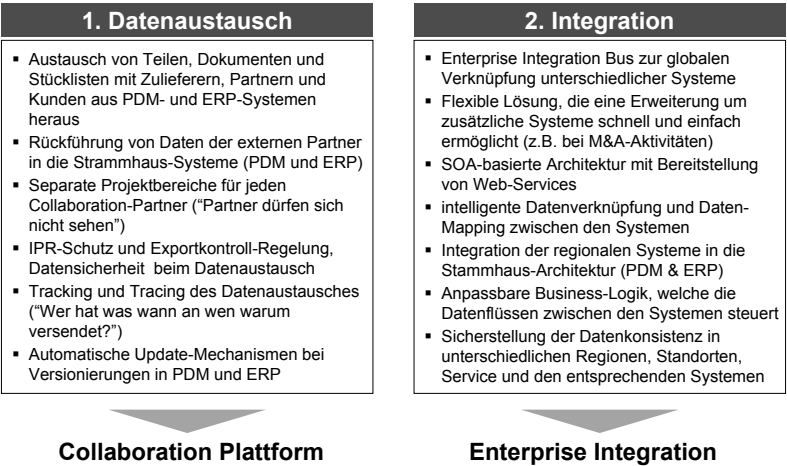 1. Datenaustausch
▪ Austausch von Teilen, Dokumenten und
Stücklisten mit Zulieferern, Partnern und
Kunden aus PDM- und ERP-Systemen
heraus
▪ Rückführung von Daten der externen Partner
in die Strammhaus-Systeme (PDM und ERP)
▪ Separate Projektbereiche für jeden
Collaboration-Partner (“Partner dürfen sich
nicht sehen”)
▪ IPR-Schutz und Exportkontroll-Regelung,
Datensicherheit beim Datenaustausch
▪ Tracking und Tracing des Datenaustausches
(“Wer hat was wann an wen warum
versendet?”)
▪ Automatische Update-Mechanismen bei
Versionierungen in PDM und ERP
Collaboration Plattform
2. Integration
▪ Enterprise Integration Bus zur globalen
Verknüpfung unterschiedlicher Systeme
▪ Flexible Lösung, die eine Erweiterung um
zusätzliche Systeme schnell und einfach
ermöglicht (z.B. bei M&A-Aktivitäten)
▪ SOA-basierte Architektur mit Bereitstellung
von Web-Services
▪ intelligente Datenverknüpfung und Daten-
Mapping zwischen den Systemen
▪ Integration der regionalen Systeme in die
Stammhaus-Architektur (PDM & ERP)
▪ Anpassbare Business-Logik, welche die
Datenflüssen zwischen den Systemen steuert
▪ Sicherstellung der Datenkonsistenz in
unterschiedlichen Regionen, Standorten,
Service und den entsprechenden Systemen
Enterprise Integration